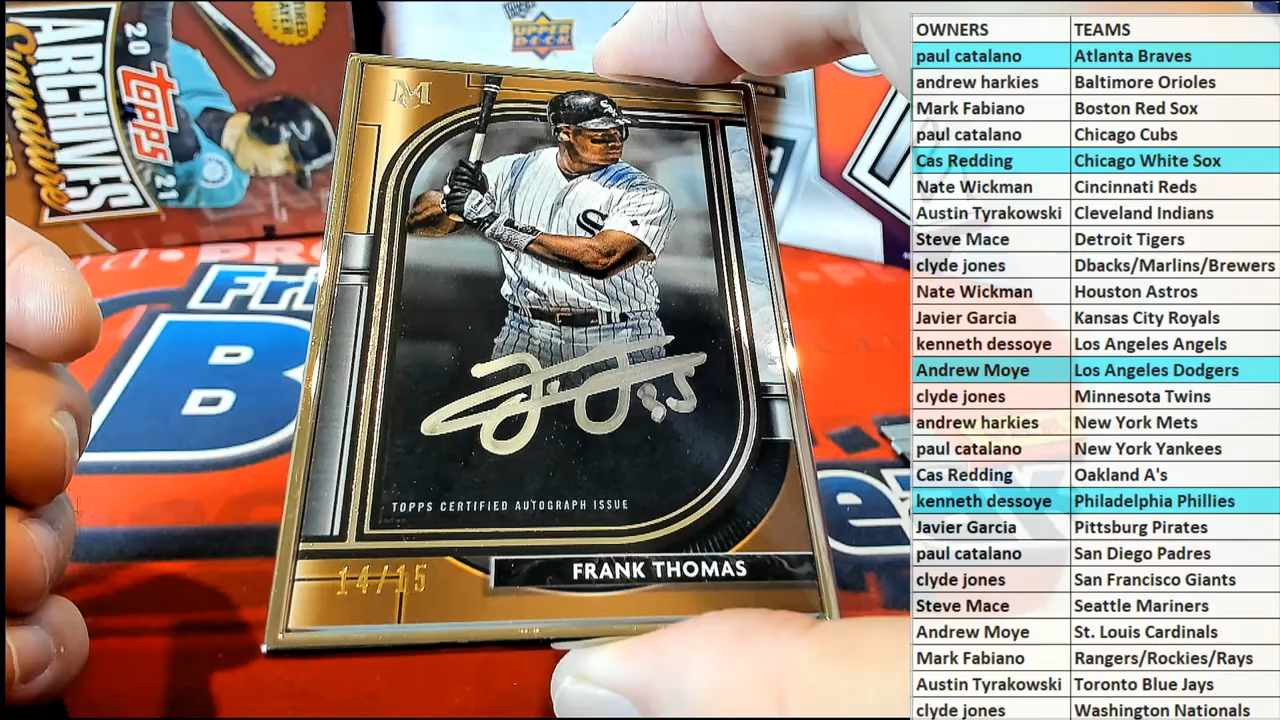 20 topps 21
ARCHIVES
Signature
UPPER DECK
M
Fri
B
SOX
TOPPS CERTIFIED AUTOGRAPH ISSUE
FRANK THOMAS
14/15
35
OWNERS TEAMS
paul catalano Atlanta Braves
andrew harkies Baltimore Orioles
Mark Fabiano Boston Red Sox
paul catalano Chicago Cubs
Cas Redding Chicago White Sox
Nate Wickman Cincinnati Reds
Austin Tyrakowski Cleveland Indians
Steve Mace Detroit Tigers
clyde jones Dbacks/Marlins/Brewers
Nate Wickman Houston Astros
Javier Garcia Kansas City Royals
kenneth dessoye Los Angeles Angels
Andrew Moye Los Angeles Dodgers
clyde jones Minnesota Twins
andrew harkies New York Mets
paul catalano New York Yankees
Cas Redding Oakland A's
kenneth dessoye Philadelphia Phillies
Javier Garcia Pittsburg Pirates
paul catalano San Diego Padres
clyde jones San Francisco Giants
Steve Mace Seattle Mariners
Andrew Moye St. Louis Cardinals
Mark Fabiano Rangers/Rockies/Rays
Austin Tyrakowski Toronto Blue Jays
clyde jones Washington Nationals